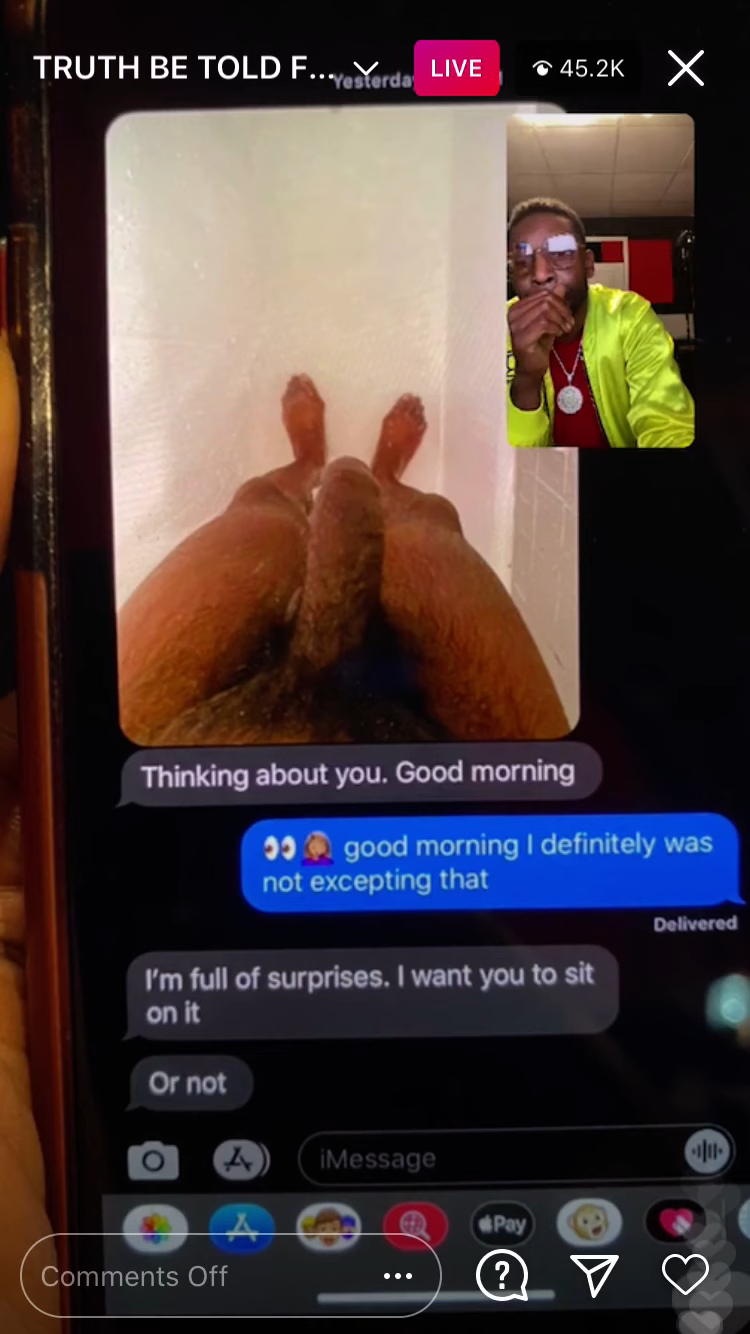 TRUTH BE TOLD F...
LIVE
45.2K
Thinking about you. Good morning
👀🤦🏽‍♀️ good morning I definitely was
not excepting that
Delivered
I'm full of surprises. I want you to sit
on it
Or not
iMessage
Pay
Comments Off